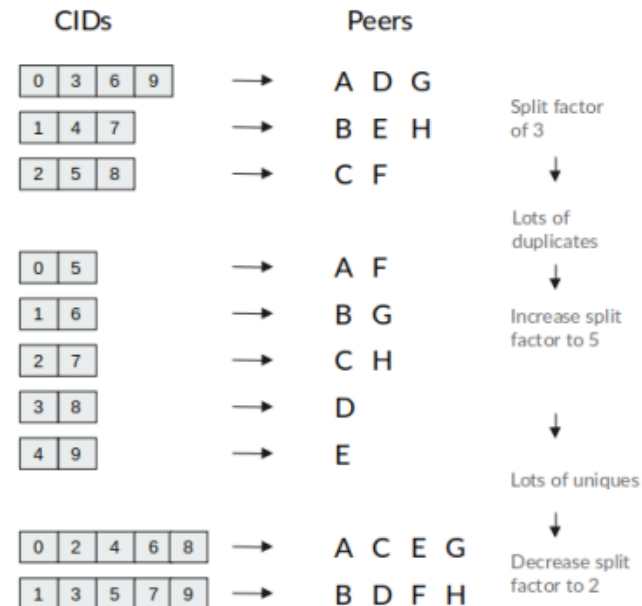 CIDs Peers
0 3 6 9 A D G
1 4 7 B E H
2 5 8 C F
Split factor
of 3
Lots of
duplicates
0 5 A F
1 6 B G
2 7 C H
3 8 D
4 9 E
Increase split
factor to 5
Lots of uniques
0 2 4 6 8 A C E G
1 3 5 7 9 B D F H
Decrease split
factor to 2